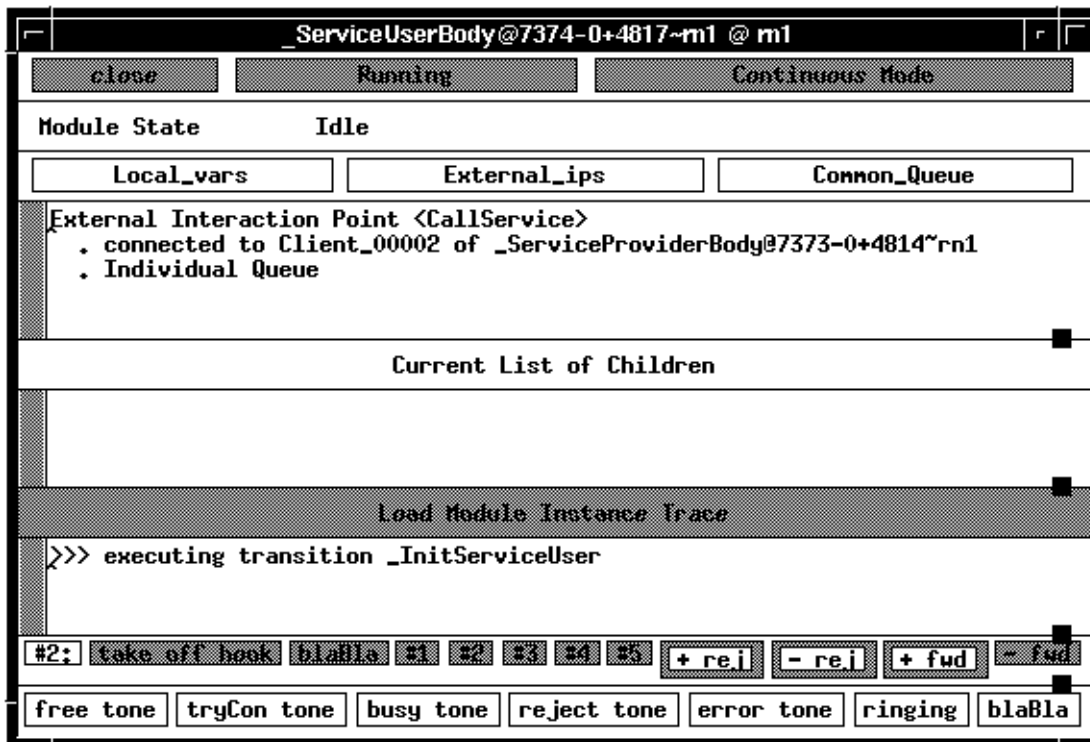 _ServiceUserBody@7374-0+4817~rn1 @ rn1
close Running Continuous Mode
Module State Idle
Local_vars External_ips Common_Queue
External Interaction Point <CallService>
. connected to Client_00002 of _ServiceProviderBody@7373-0+4814~rn1
. Individual Queue
Current List of Children
Load Module Instance Trace
>>> executing transition _InitServiceUser
#2: take off hook blaBla #1 #2 #3 #4 #5 + rej - rej + fwd - fwd
free tone tryCon tone busy tone reject tone error tone ringing blaBla